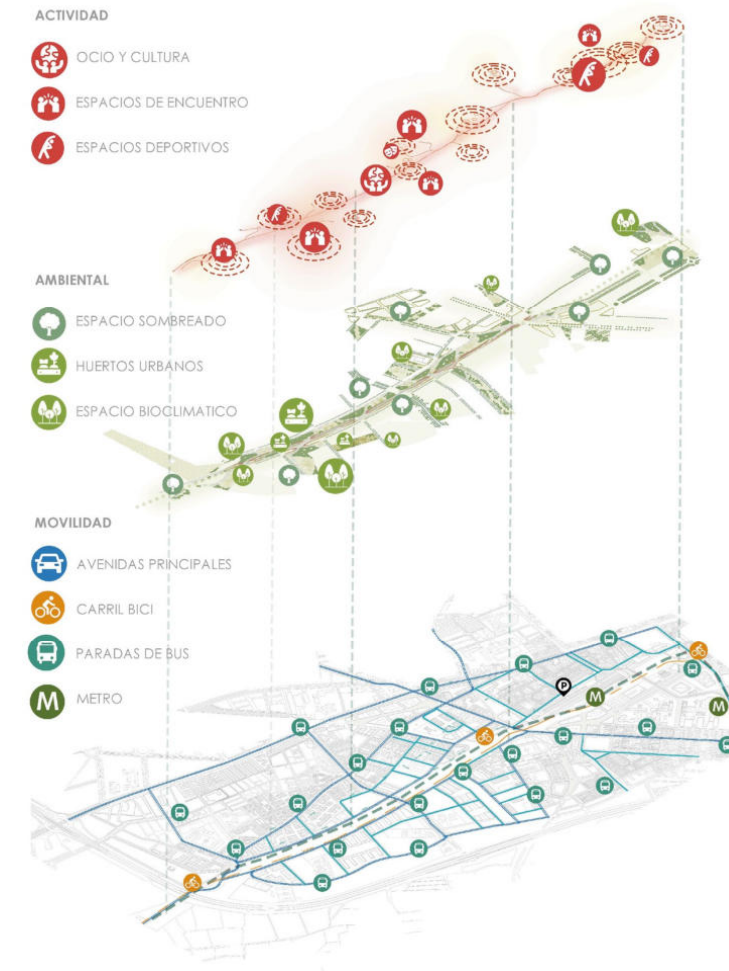 ACTIVIDAD
OCIO Y CULTURA
ESPACIOS DE ENCUENTRO
ESPACIOS DEPORTIVOS
AMBIENTAL
ESPACIO SOMBREADO
HUERTOS URBANOS
ESPACIO BIOCLIMATICO
MOVILIDAD
AVENIDAS PRINCIPALES
CARRIL BICI
PARADAS DE BUS
M METRO
P
M
M